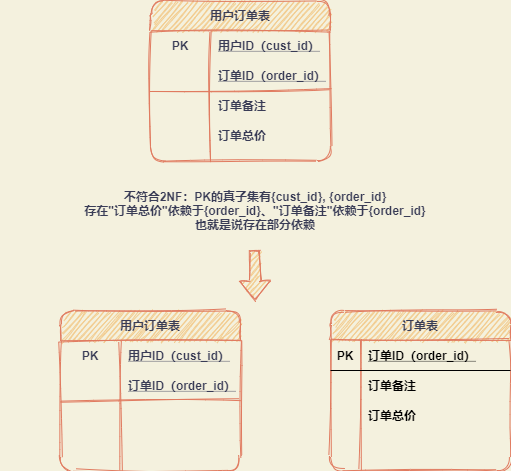 用户订单表
PK
用户ID（cust_id）
订单ID（order_id）
订单备注
订单总价
不符合2NF：PK的真子集有{cust_id}, {order_id}
存在"订单总价"依赖于{order_id}、"订单备注"依赖于{order_id}
也就是说存在部分依赖
用户订单表
PK
用户ID（cust_id）
订单ID（order_id）
订单表
PK
订单ID（order_id）
订单备注
订单总价